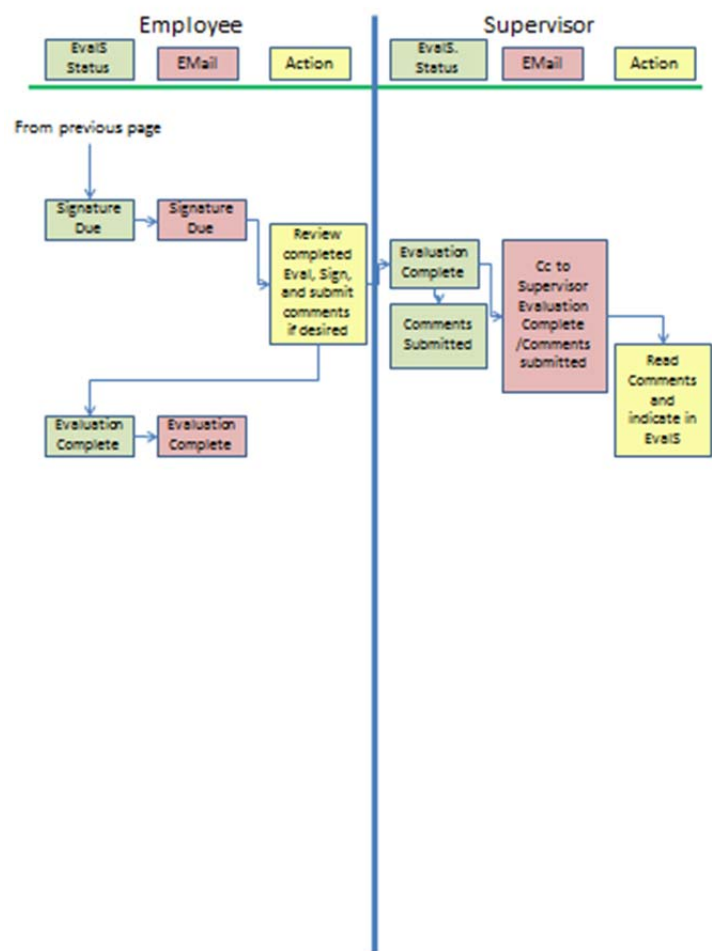 Employee
Supervisor
EvalS
Status
EMail
Action
EvalS.
Status
EMail
Action
From previous page
Signature
Due
Signature
Due
Review
completed
Eval, Sign,
and submit
comments
if desired
Evaluation
Complete
Comments
Submitted
Cc to
Supervisor
Evaluation
Complete
/Comments
submitted
Read
Comments
and
indicate in
EvalS
Evaluation
Complete
Evaluation
Complete